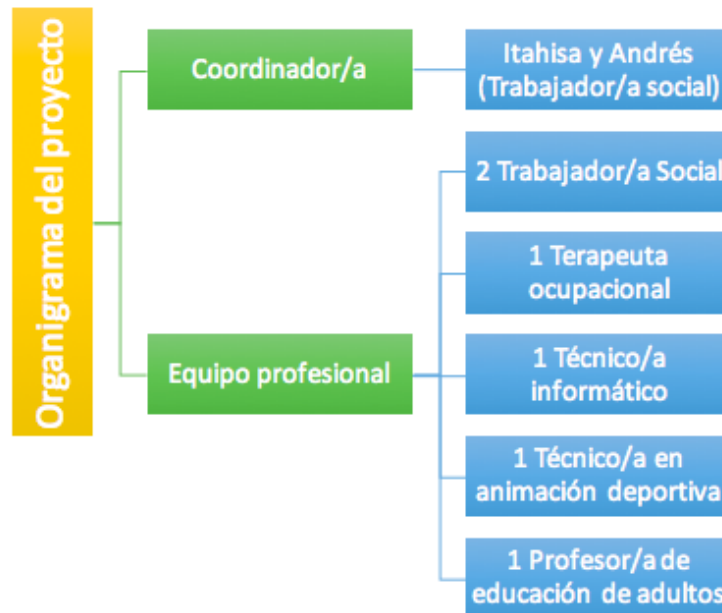 Organigrama del proyecto
Coordinador/a
Itahisa y Andrés
(Trabajador/a social)
Equipo profesional
2 Trabajador/a Social
1 Terapeuta
ocupacional
1 Técnico/a
informático
1 Técnico/a en
animación deportiva
1 Profesor/a de
educación de adultos